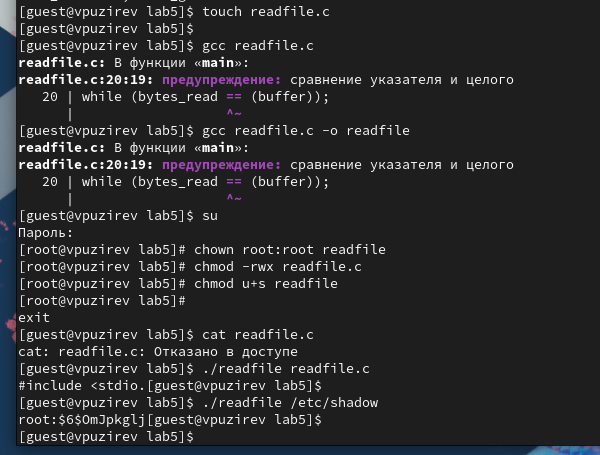 [guest@vpuzirev lab5]$ touch readfile.c
[guest@vpuzirev lab5]$
[guest@vpuzirev lab5]$ gcc readfile.c
readfile.c: В функции «main»:
readfile.c:20:19: предупреждение: сравнение указателя и целого
   20 | while (bytes_read == (buffer));
      |                   ^~
[guest@vpuzirev lab5]$ gcc readfile.c -o readfile
readfile.c: В функции «main»:
readfile.c:20:19: предупреждение: сравнение указателя и целого
   20 | while (bytes_read == (buffer));
      |                   ^~
[guest@vpuzirev lab5]$ su
Пароль:
[root@vpuzirev lab5]# chown root:root readfile
[root@vpuzirev lab5]# chmod -rwx readfile.c
[root@vpuzirev lab5]# chmod u+s readfile
[root@vpuzirev lab5]#
exit
[guest@vpuzirev lab5]$ cat readfile.c
cat: readfile.c: Отказано в доступе
[guest@vpuzirev lab5]$ ./readfile readfile.c
#include <stdio.[guest@vpuzirev lab5]$
[guest@vpuzirev lab5]$ ./readfile /etc/shadow
root:$6$OmJpkglj[guest@vpuzirev lab5]$
[guest@vpuzirev lab5]$